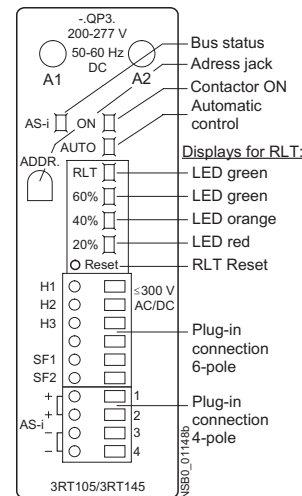 -.QP3.
200-277 V
50-60 Hz
DC
A1 A2
Bus status
Adress jack
AS-i ON Contactor ON
AUTO Automatic
control
ADDR. Displays for RLT:
RLT LED green
60% LED green
40% LED orange
20% LED red
Reset RLT Reset
H1 ≤300 V
H2 AC/DC
H3
Plug-in
connection
6-pole
SF1
SF2
+ 1 Plug-in
+ 2 connection
AS-i 4-pole
– 3
– 4
3RT105/3RT145
NSB0_01148b